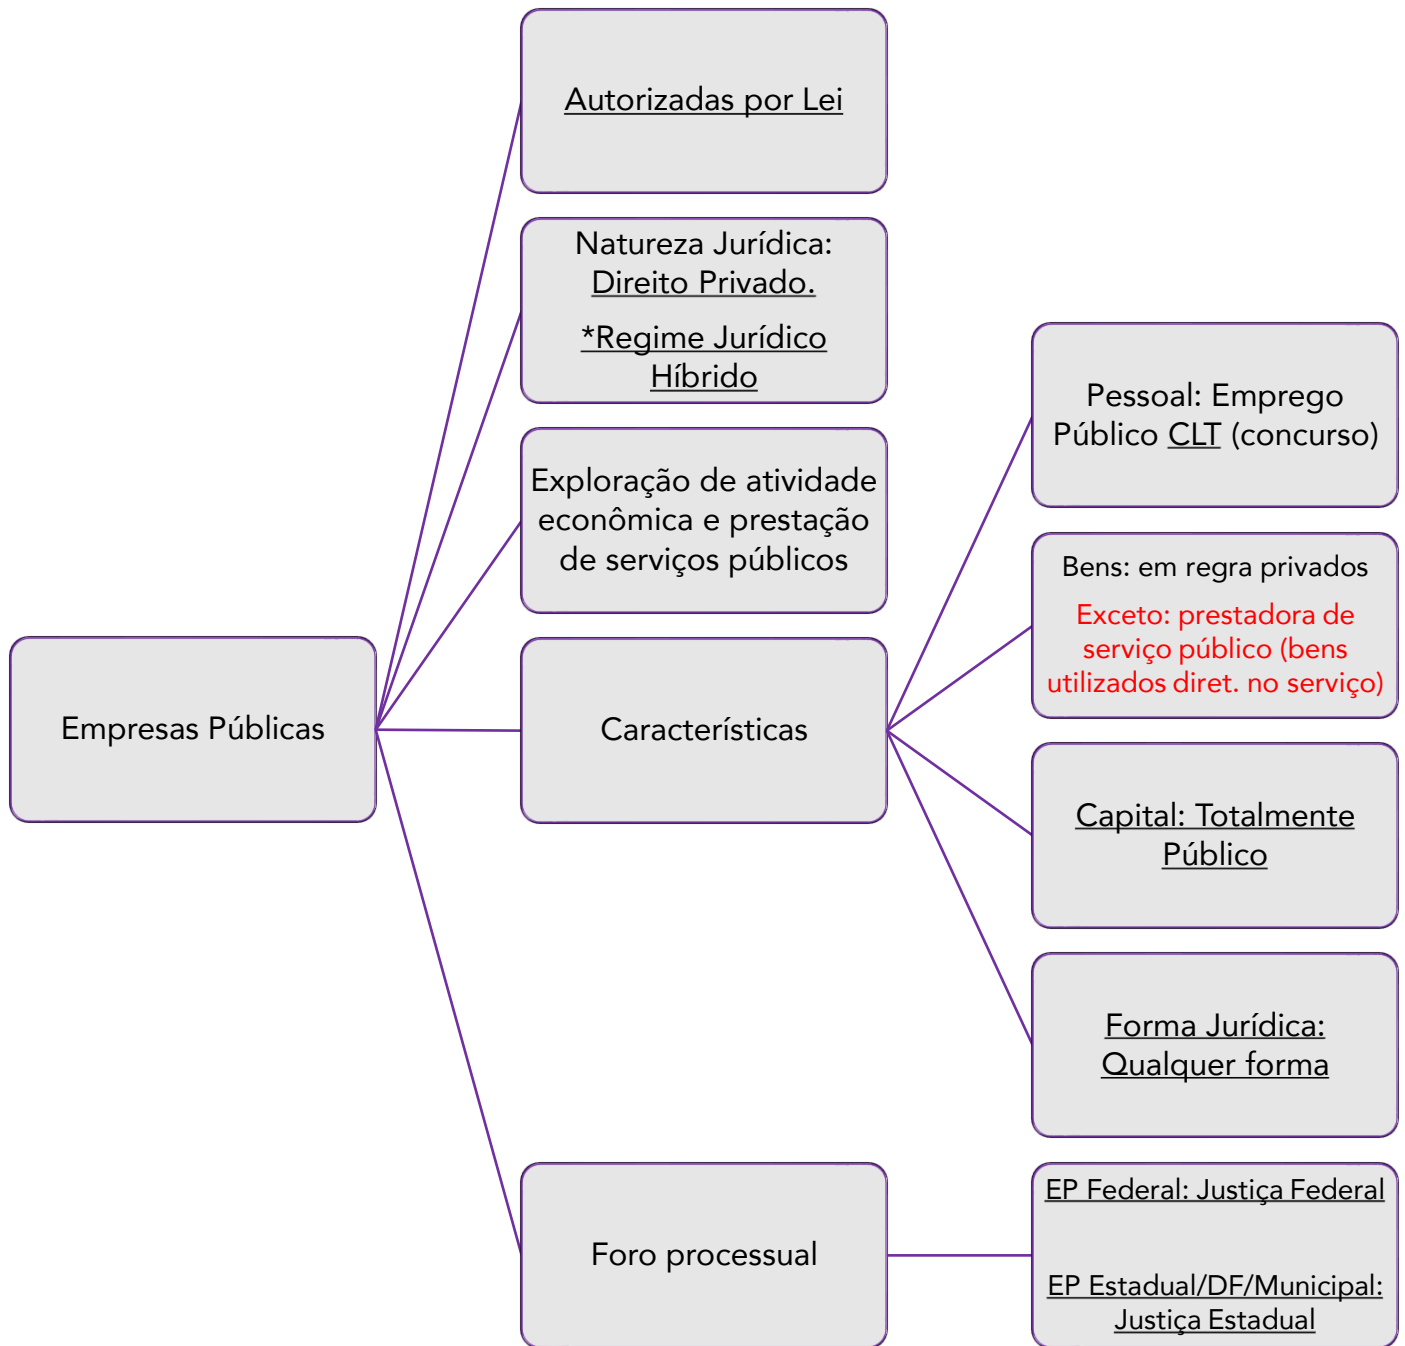 Autorizadas por Lei
Natureza Jurídica:
Direito Privado.
*Regime Jurídico
Híbrido
Exploração de atividade
econômica e prestação
de serviços públicos
Empresas Públicas
Características
Pessoal: Emprego
Público CLT (concurso)
Bens: em regra privados
Exceto: prestadora de
serviço público (bens
utilizados diret. no serviço)
Capital: Totalmente
Público
Forma Jurídica:
Qualquer forma
Foro processual
EP Federal: Justiça Federal
EP Estadual/DF/Municipal:
Justiça Estadual